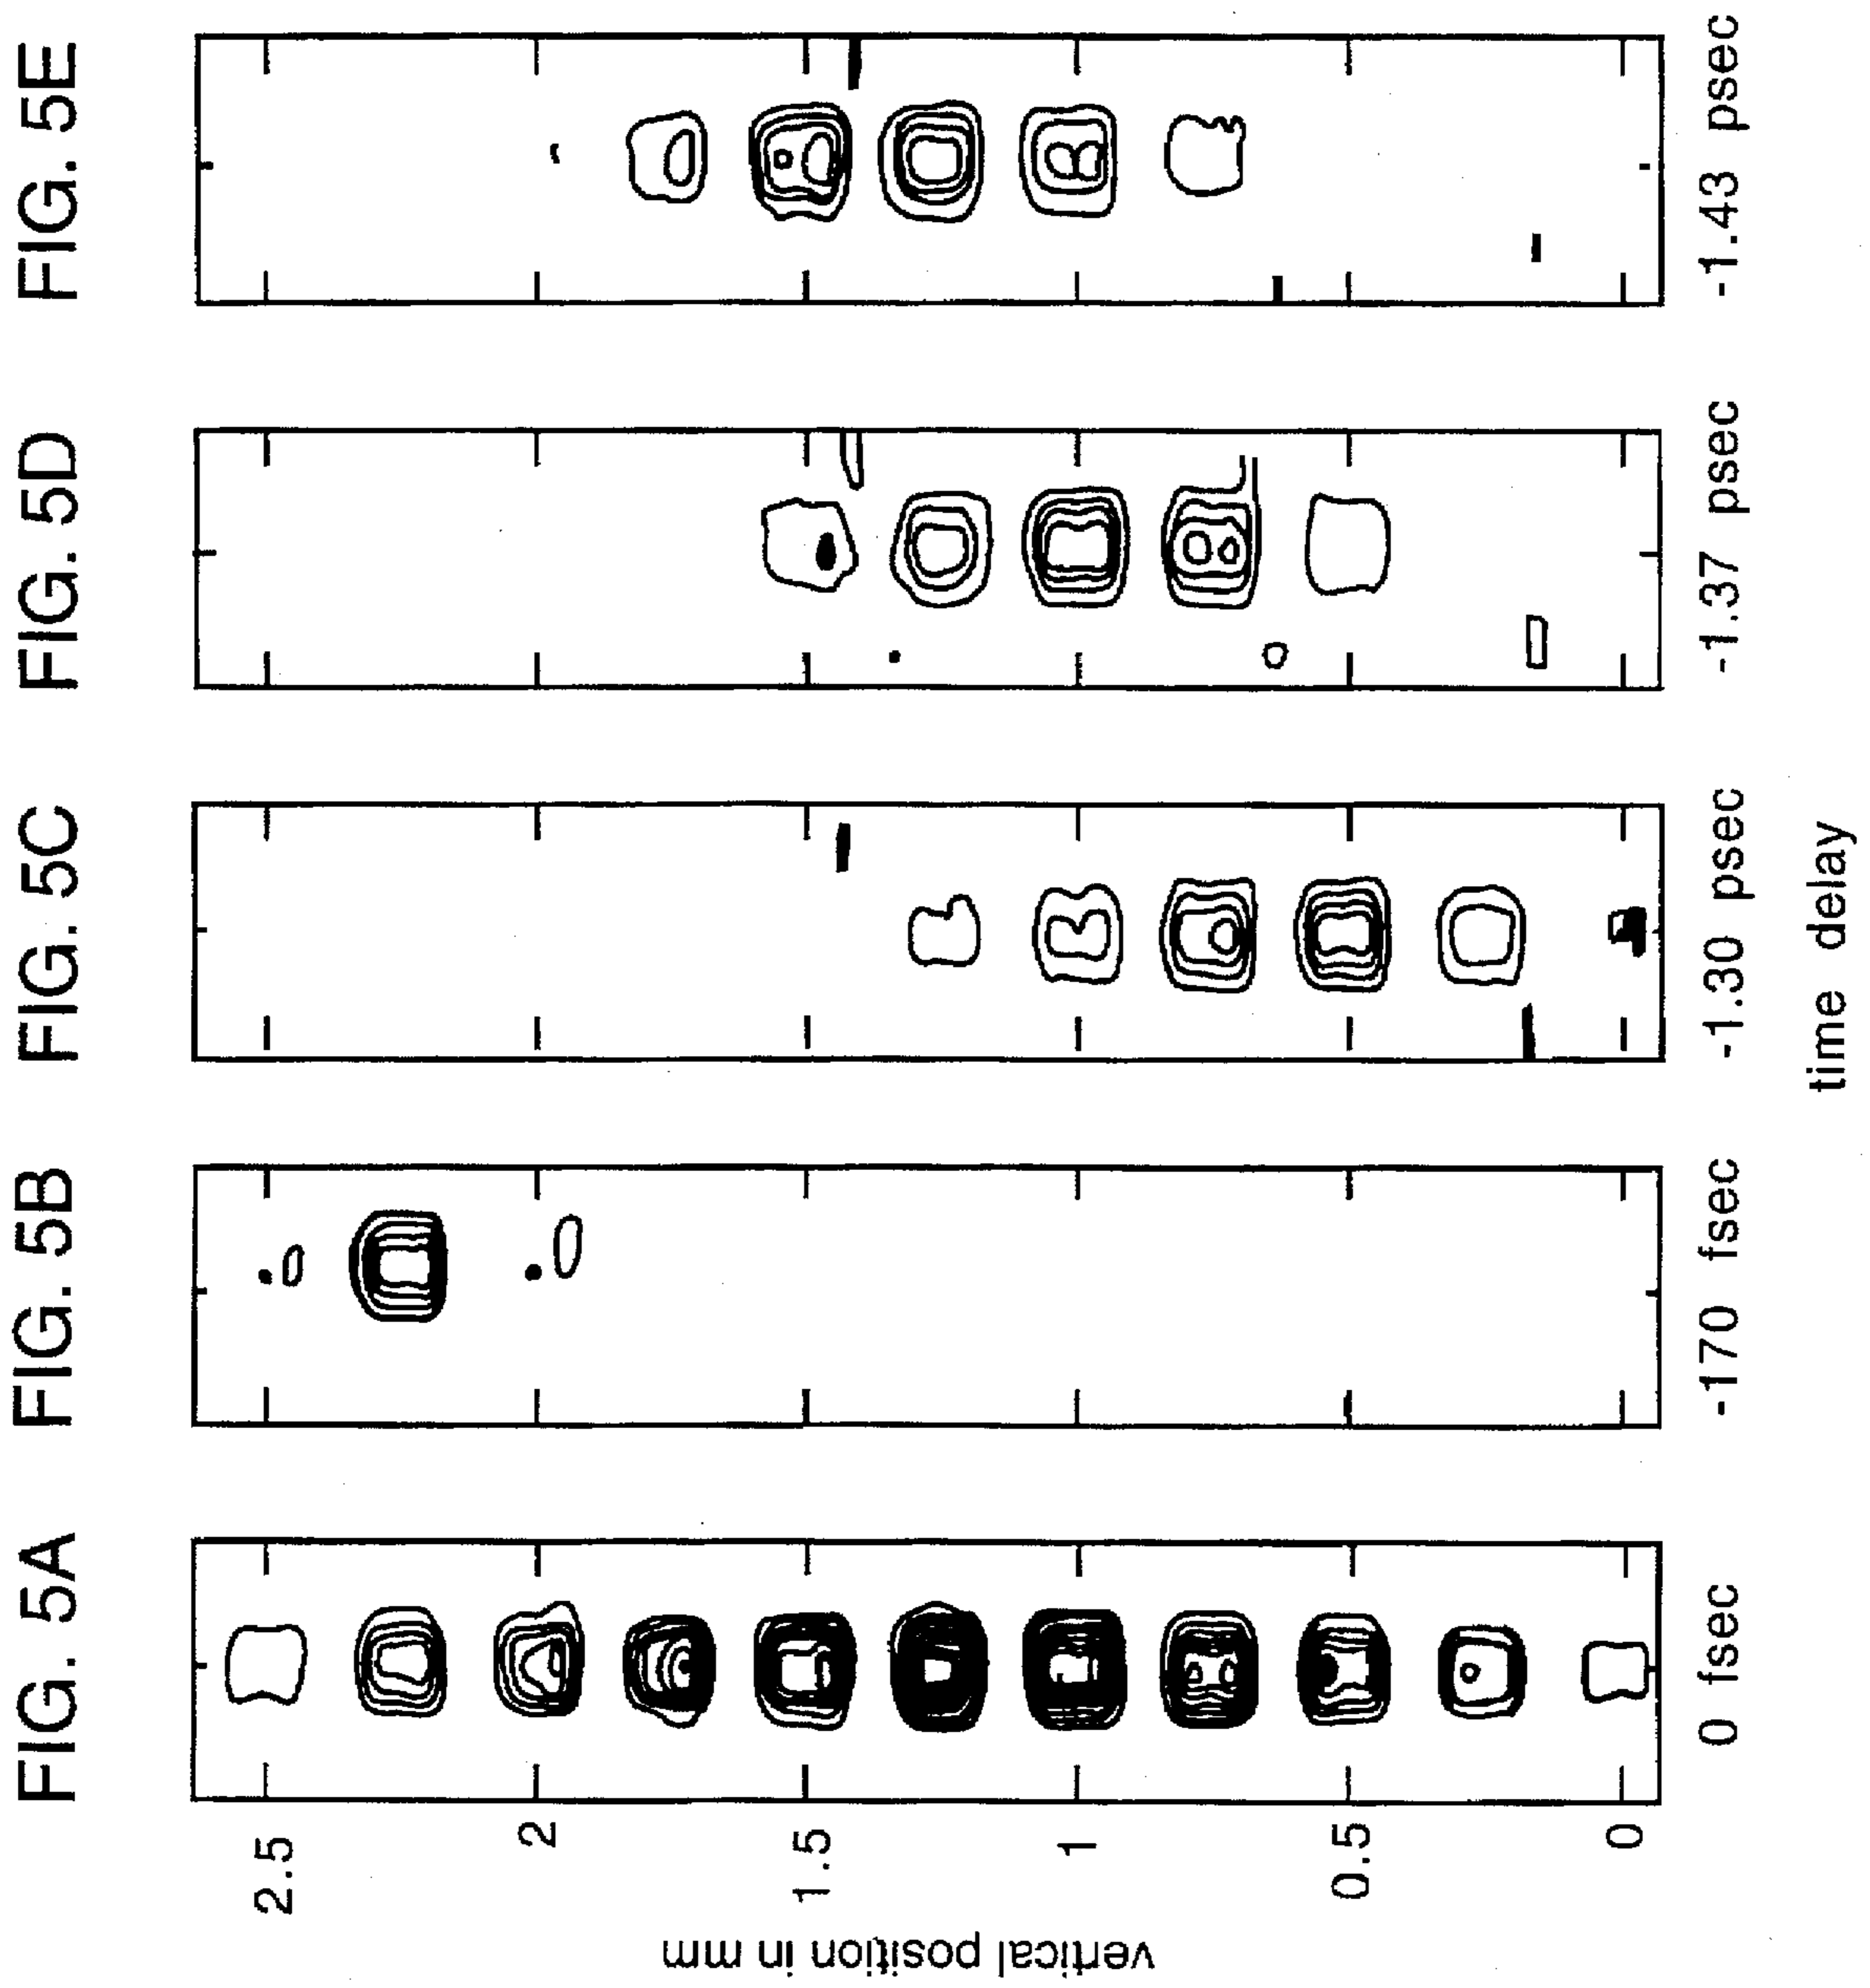 FIG. 5A
FIG. 5B
FIG. 5C
FIG. 5D
FIG. 5E
vertical position in mm
2.5
2
1.5
1
0.5
0
0 fsec
-170 fsec
-1.30 psec
-1.37 psec
-1.43 psec
time delay